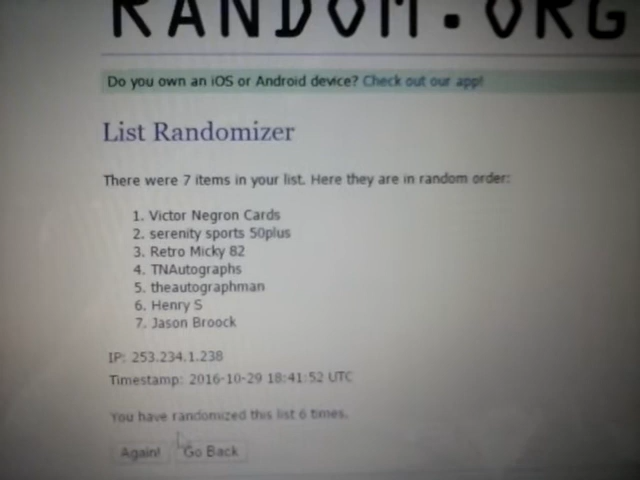 RANDOM.ORG
Do you own an iOS or Android device? Check out our app!
List Randomizer
There were 7 items in your list. Here they are in random order:
1. Victor Negron Cards
2. serenity sports 50plus
3. Retro Micky 82
4. TNAutographs
5. theautographman
6. Henry S
7. Jason Broock
IP: 253.234.1.238
Timestamp: 2016-10-29 18:41:52 UTC
You have randomized this list 6 times.
Again! Go Back